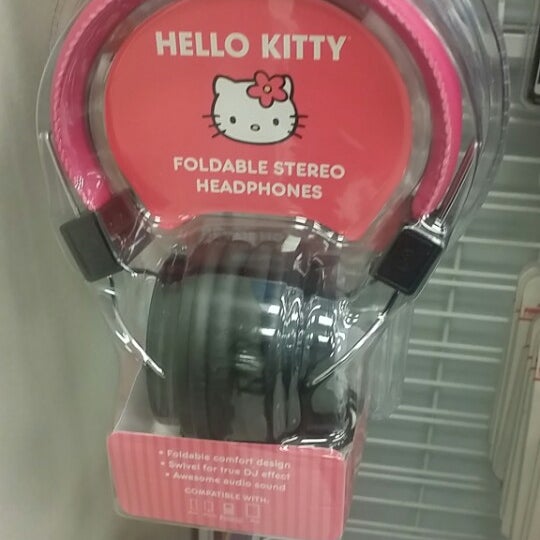 HELLO KITTY
FOLDABLE STEREO
HEADPHONES
• Foldable comfort design
• Swivel for true DJ effect
• Awesome audio sound
COMPATIBLE WITH: